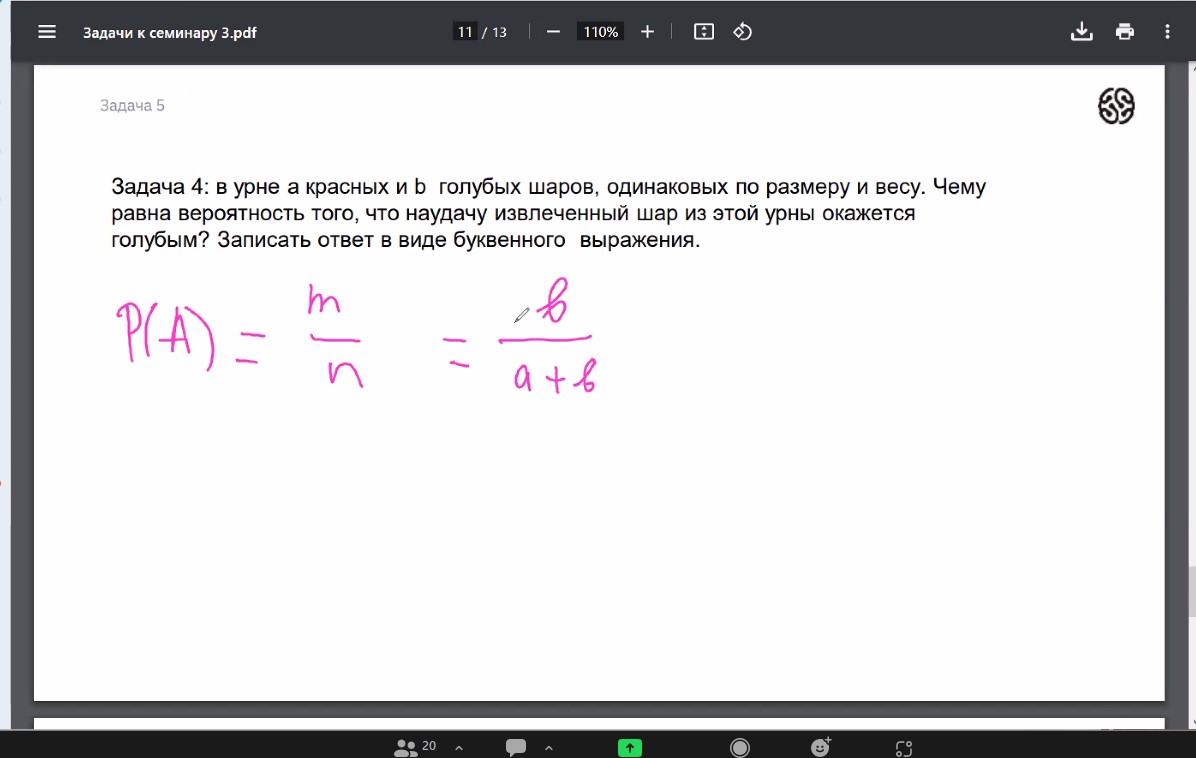 Задачи к семинару 3.pdf
11 / 13
110%
Задача 5
Задача 4: в урне a красных и b голубых шаров, одинаковых по размеру и весу. Чему
равна вероятность того, что наудачу извлеченный шар из этой урны окажется
голубым? Записать ответ в виде буквенного выражения.
P(A) = m / n = b / a + b
20